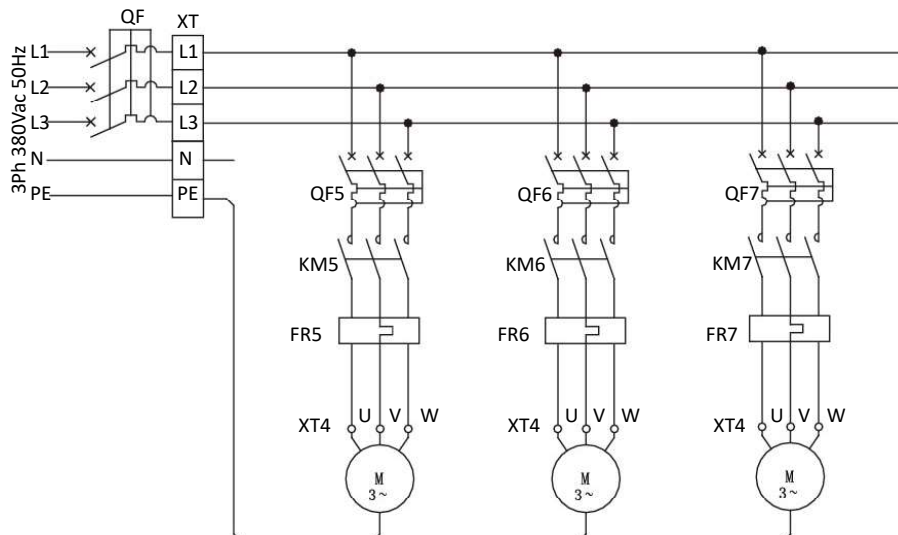 QF XT
3Ph 380Vac 50Hz
L1 L1
L2 L2
L3 L3
N N
PE PE
QF5 QF6 QF7
KM5 KM6 KM7
FR5 FR6 FR7
XT4 U V W XT4 U V W XT4 U V W
M M M
3~ 3~ 3~